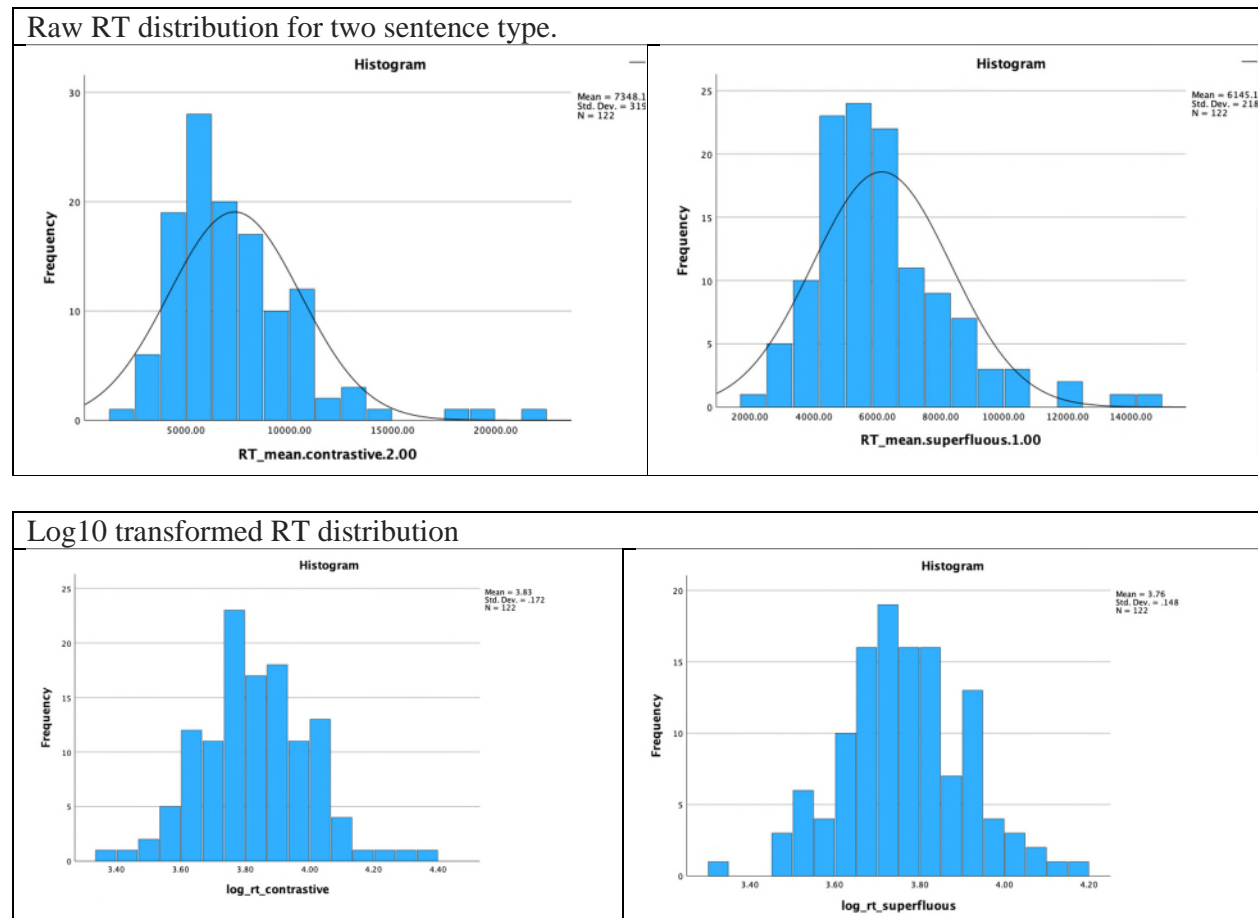 Raw RT distribution for two sentence type.
Histogram
Mean = 7348.1
Std. Dev. = 319
N = 122
30
20
10
0
Frequency
5000.00 10000.00 15000.00 20000.00
RT_mean.contrastive.2.00
Histogram
Mean = 6145.1
Std. Dev. = 218
N = 122
25
20
15
10
5
0
Frequency
2000.00 4000.00 6000.00 8000.00 10000.00 12000.00 14000.00
RT_mean.superfluous.1.00
Log10 transformed RT distribution
Histogram
Mean = 3.83
Std. Dev. = .172
N = 122
25
20
15
10
5
0
Frequency
3.40 3.60 3.80 4.00 4.20 4.40
log_rt_contrastive
Histogram
Mean = 3.76
Std. Dev. = .148
N = 122
20
15
10
5
0
Frequency
3.40 3.60 3.80 4.00 4.20
log_rt_superfluous